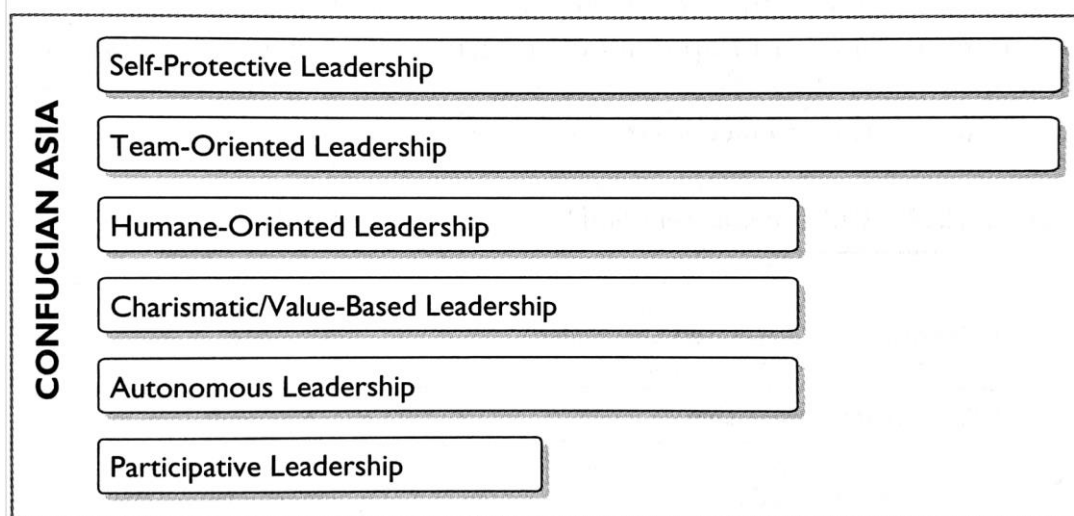 CONFUCIAN ASIA
Self-Protective Leadership
Team-Oriented Leadership
Humane-Oriented Leadership
Charismatic/Value-Based Leadership
Autonomous Leadership
Participative Leadership